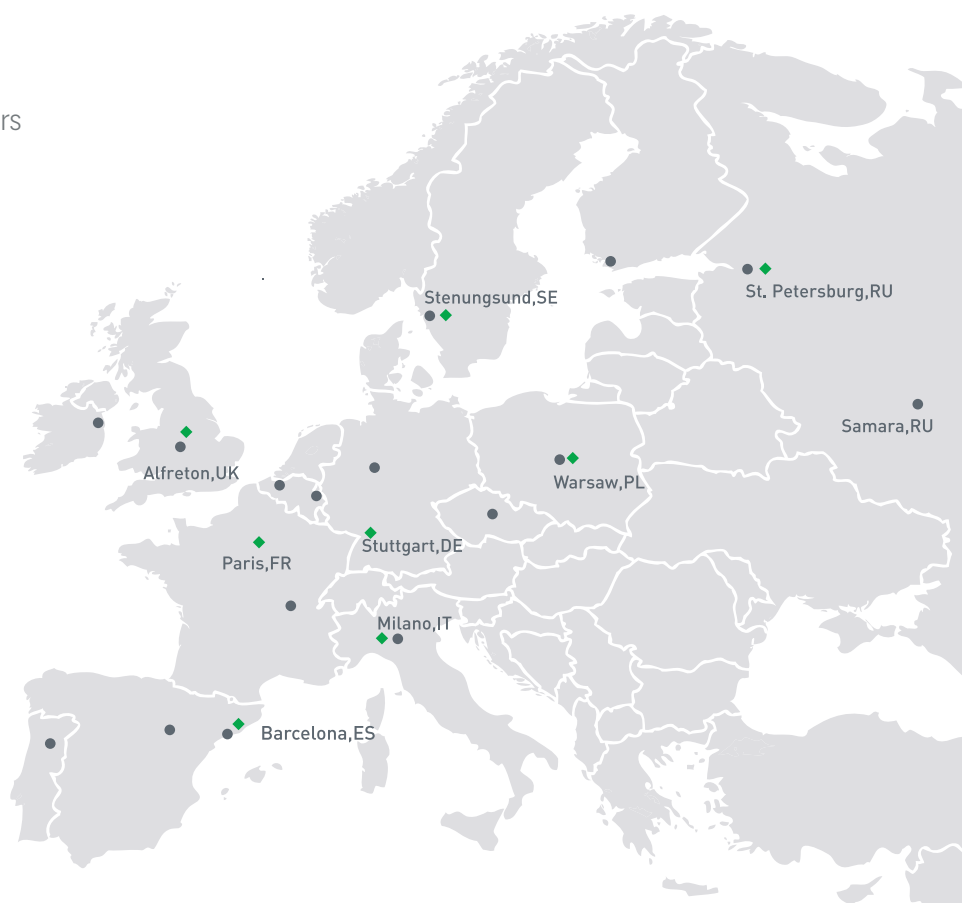 rs
Stenungsund,SE
St. Petersburg,RU
Samara,RU
Alfreton,UK
Warsaw,PL
Stuttgart,DE
Paris,FR
Milano,IT
Barcelona,ES